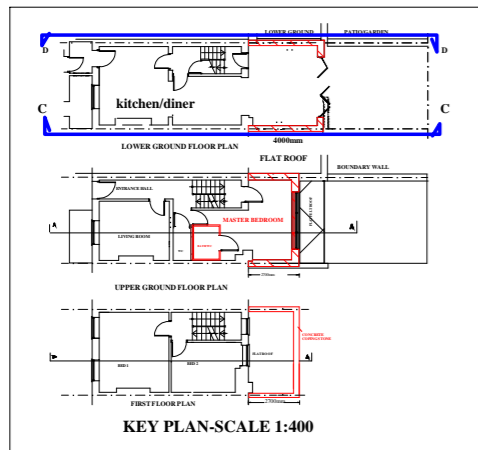 LOWER GROUND PATIO/GARDEN
D D
C kitchen/diner C
4000mm
LOWER GROUND FLOOR PLAN
FLAT ROOF
BOUNDARY WALL
ENTRANCE HALL
MASTER BEDROOM
A A
LIVING ROOM
UPPER GROUND FLOOR PLAN
CONCRETE
COPING STONE
FLAT ROOF
A
BED 1 BED 2
2700mm
FIRST FLOOR PLAN
KEY PLAN-SCALE 1:400